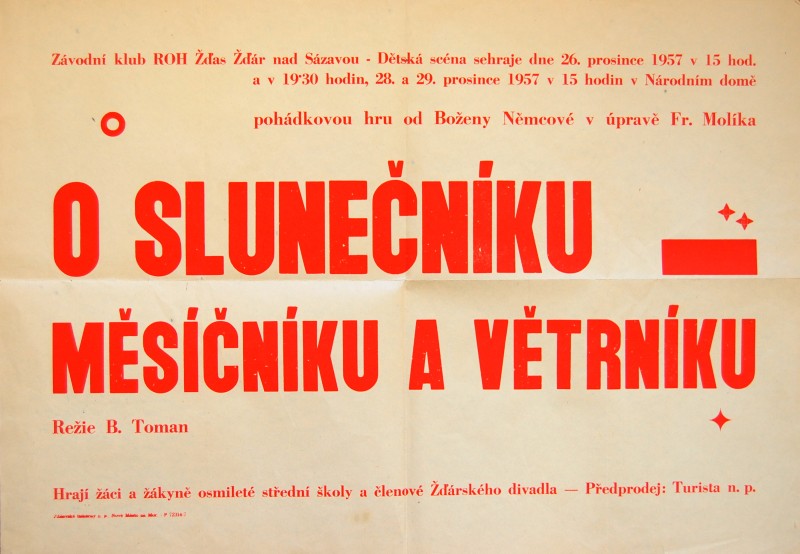 Závodní klub ROH Žďas Žďár nad Sázavou - Dětská scéna sehraje dne 26. prosince 1957 v 15 hod.
a v 19·30 hodin, 28. a 29. prosince 1957 v 15 hodin v Národním domě
pohádkovou hru od Boženy Němcové v úpravě Fr. Molíka
O SLUNEČNÍKU
MĚSÍČNÍKU A VĚTRNÍKU
Režie B. Toman
Hrají žáci a žákyně osmileté střední školy a členové Žďárského divadla — Předprodej: Turista n. p.